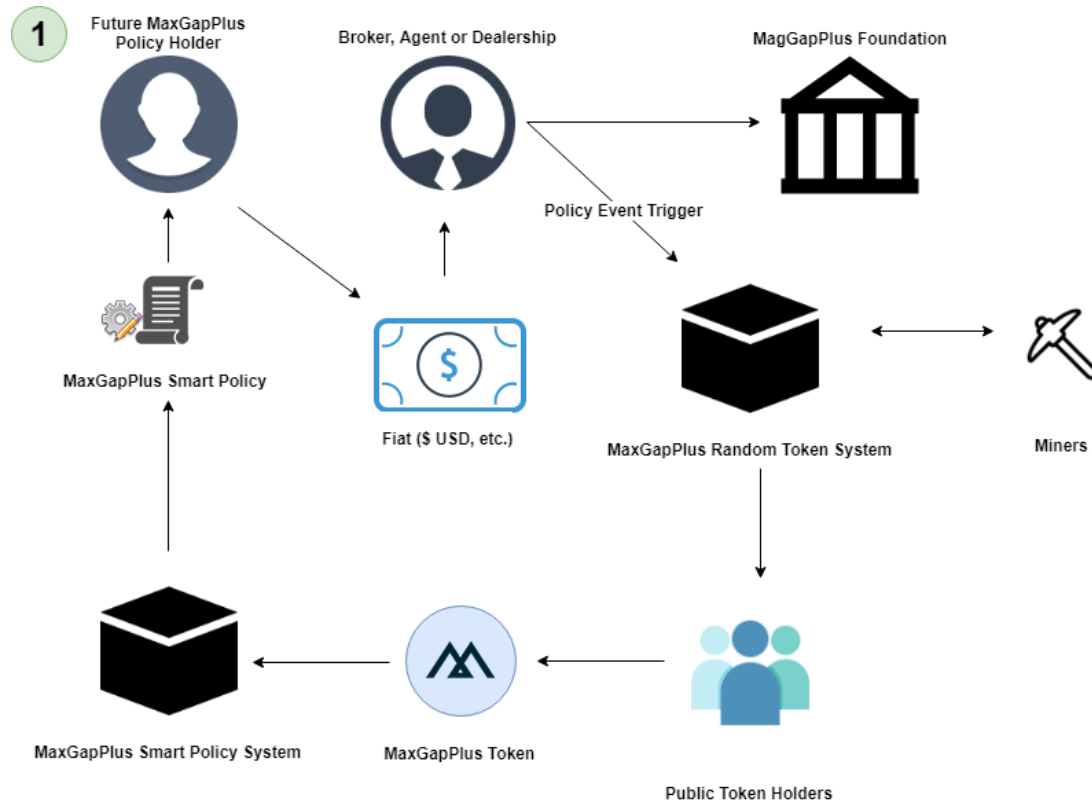 1
Future MaxGapPlus
Policy Holder
Broker, Agent or Dealership
MagGapPlus Foundation
Policy Event Trigger
MaxGapPlus Smart Policy
$
Fiat ($ USD, etc.)
MaxGapPlus Random Token System
Miners
MaxGapPlus Smart Policy System
MaxGapPlus Token
Public Token Holders